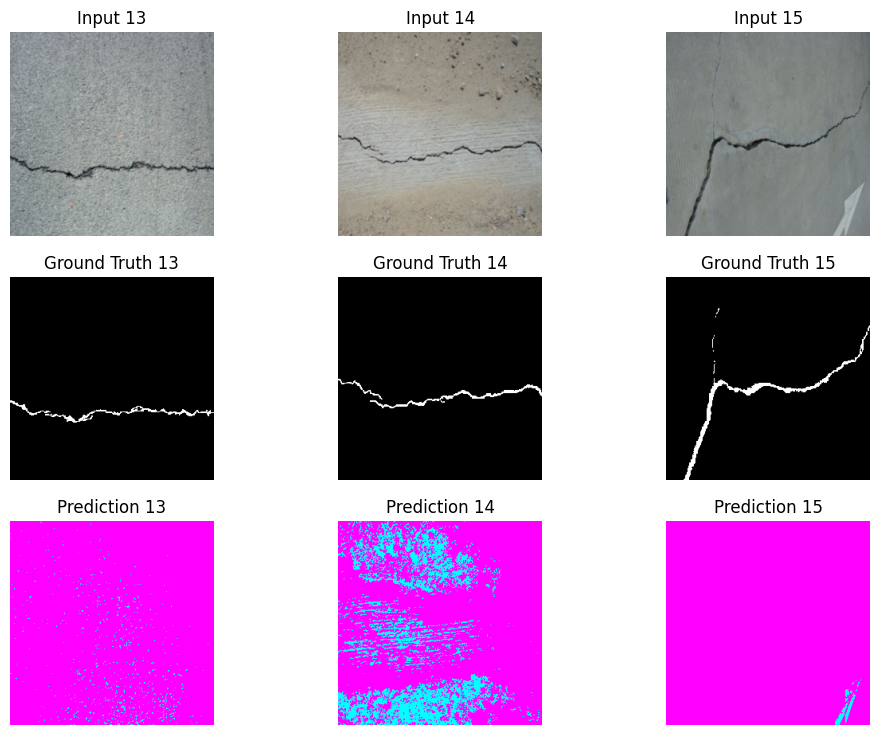 Input 13
Input 14
Input 15
Ground Truth 13
Ground Truth 14
Ground Truth 15
Prediction 13
Prediction 14
Prediction 15